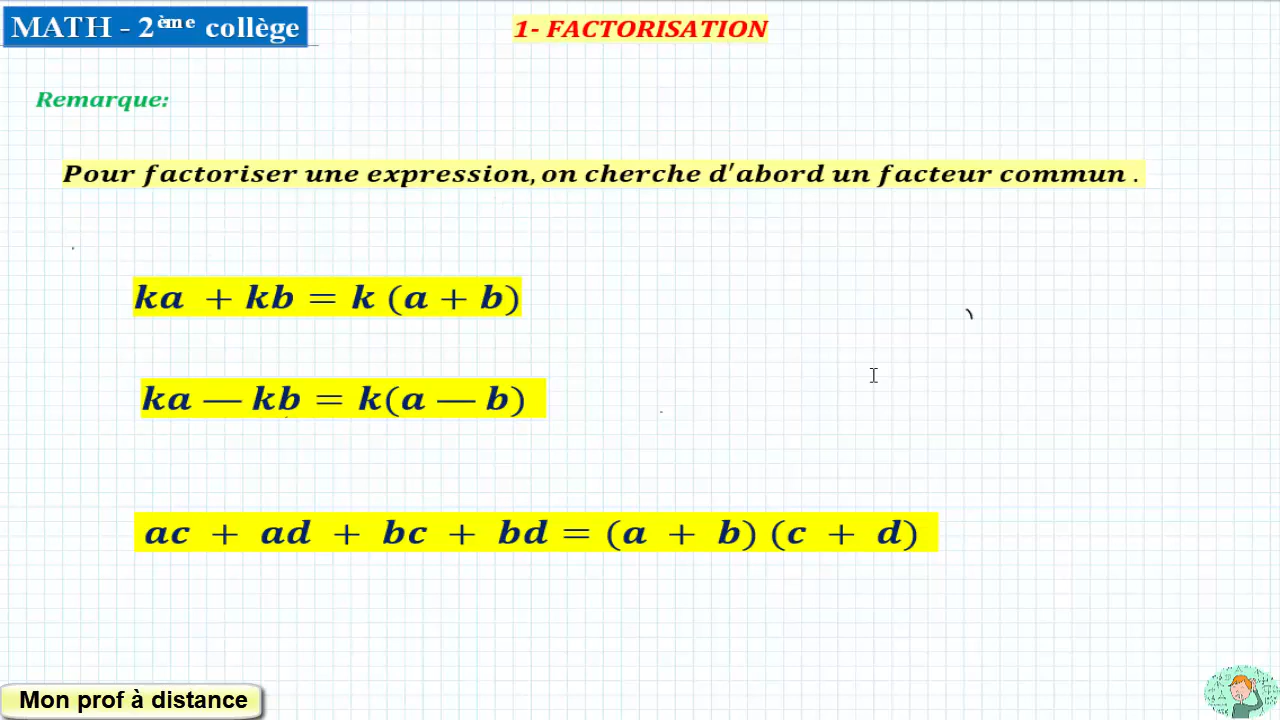 MATH - 2ème collège
1- FACTORISATION
Remarque:
Pour factoriser une expression, on cherche d'abord un facteur commun .
ka + kb = k (a + b)
ka — kb = k(a — b)
ac + ad + bc + bd = (a + b) (c + d)
Mon prof à distance